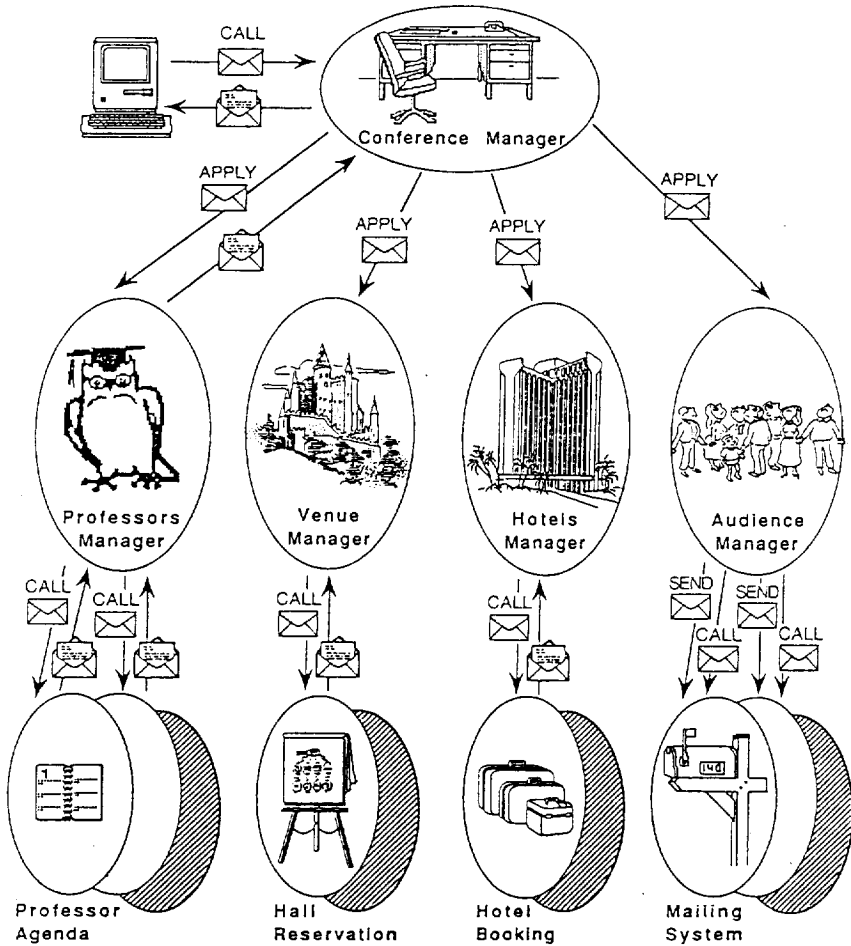 CALL
Conference Manager
APPLY
APPLY
APPLY
APPLY
Professors
Manager
Venue
Manager
Hotels
Manager
Audience
Manager
CALL
CALL
CALL
CALL
SEND
SEND
CALL
CALL
140
Professor
Agenda
Hall
Reservation
Hotel
Booking
Mailing
System